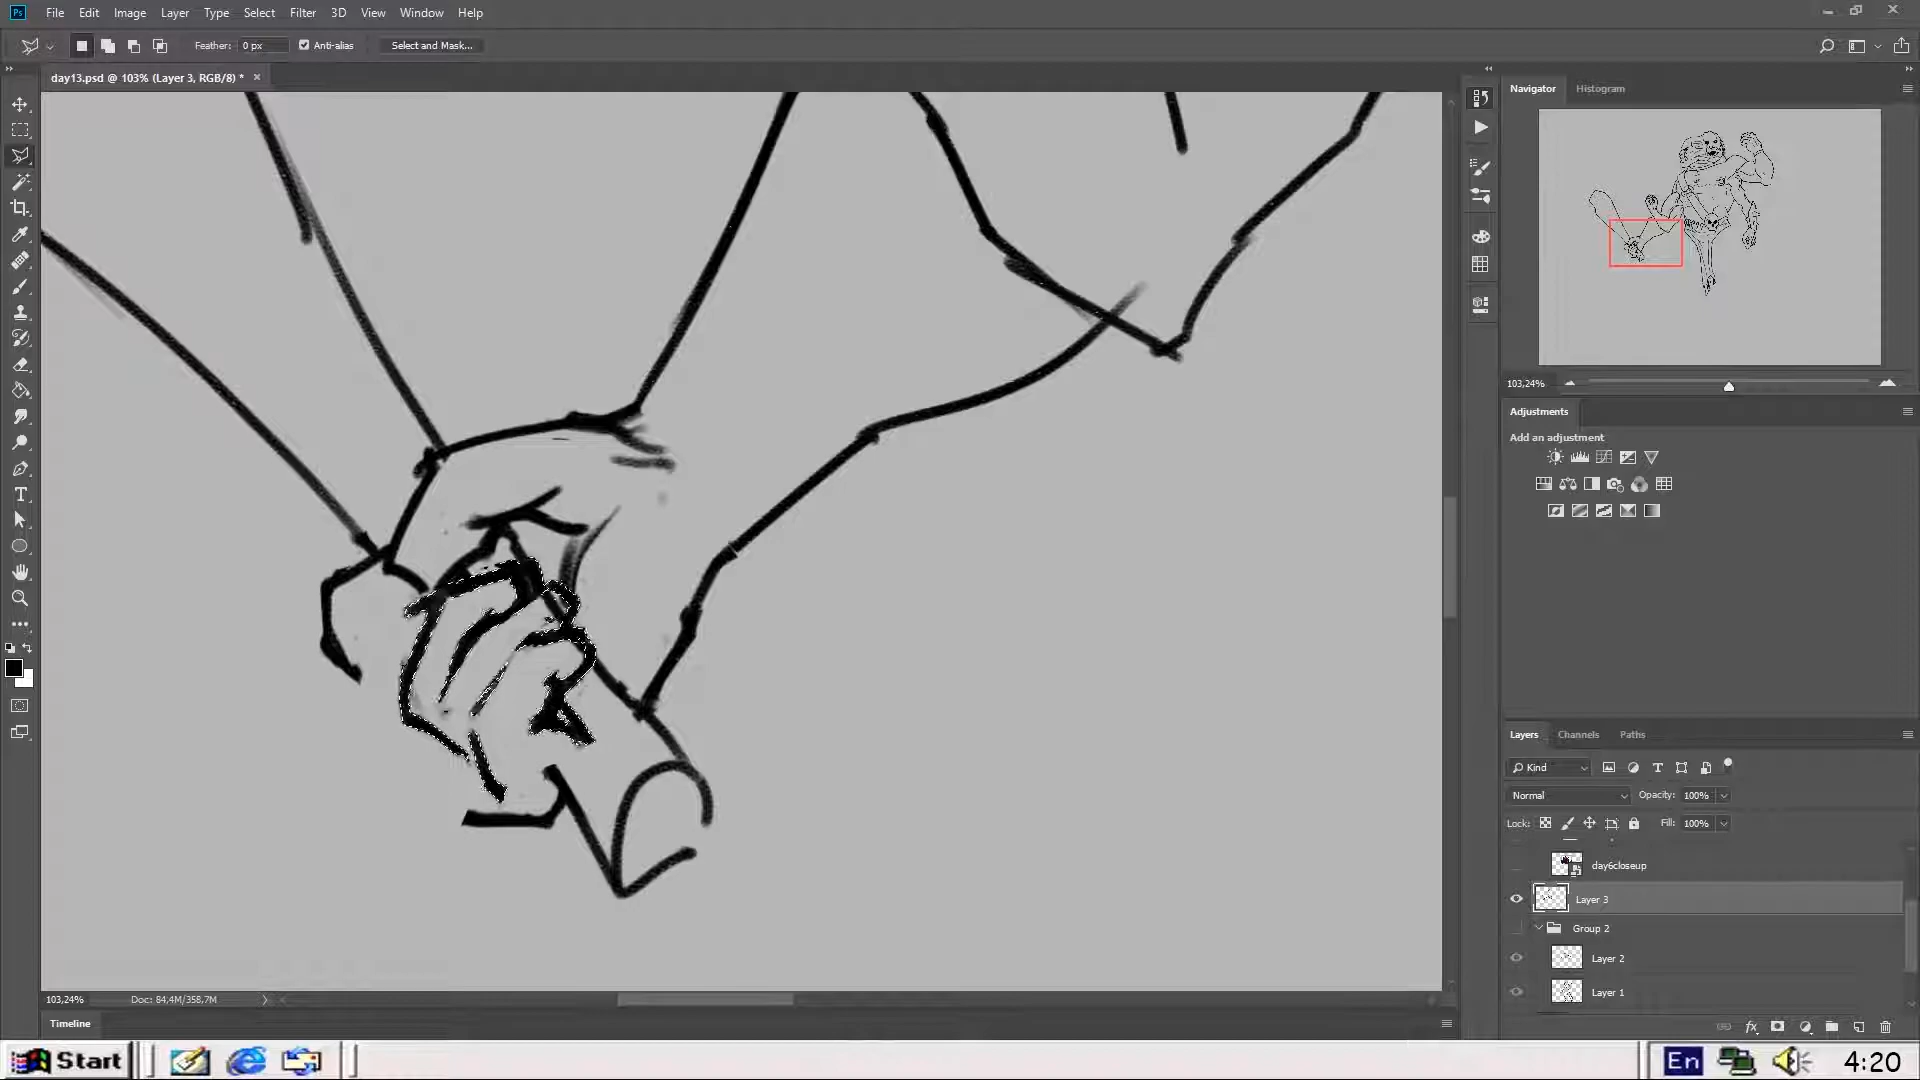 Ps File Edit Image Layer Type Select Filter 3D View Window Help
Feather: 0 px Anti-alias Select and Mask...
day13.psd @ 103% (Layer 3, RGB/8) *
Navigator Histogram
103,24%
Adjustments
Add an adjustment
Layers Channels Paths
Kind
Normal Opacity: 100%
Lock: Fill: 100%
day6closeup
Layer 3
Group 2
Layer 2
Layer 1
103,24% Doc: 84,4M/358,7M
Timeline
Start En 4:20